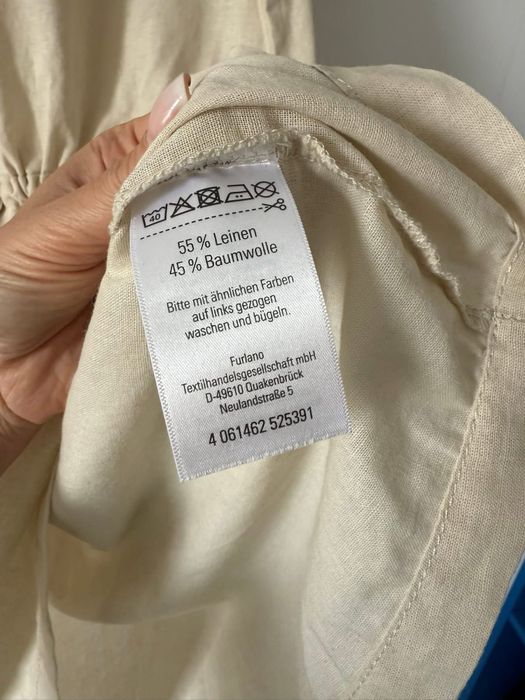 40
55 % Leinen
45 % Baumwolle
Bitte mit ähnlichen Farben
auf links gezogen
waschen und bügeln.
Furlano
Textilhandelsgesellschaft mbH
D-49610 Quakenbrück
Neulandstraße 5
4 061462 525391